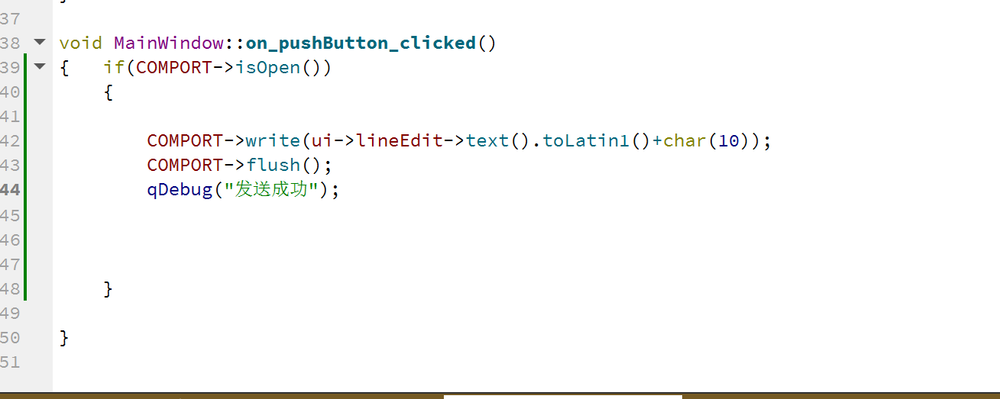 37
38 void MainWindow::on_pushButton_clicked()
39 {   if(COMPORT->isOpen())
40     {
41
42         COMPORT->write(ui->lineEdit->text().toLatin1()+char(10));
43         COMPORT->flush();
44         qDebug("发送成功");
45
46
47
48     }
49
50 }
51